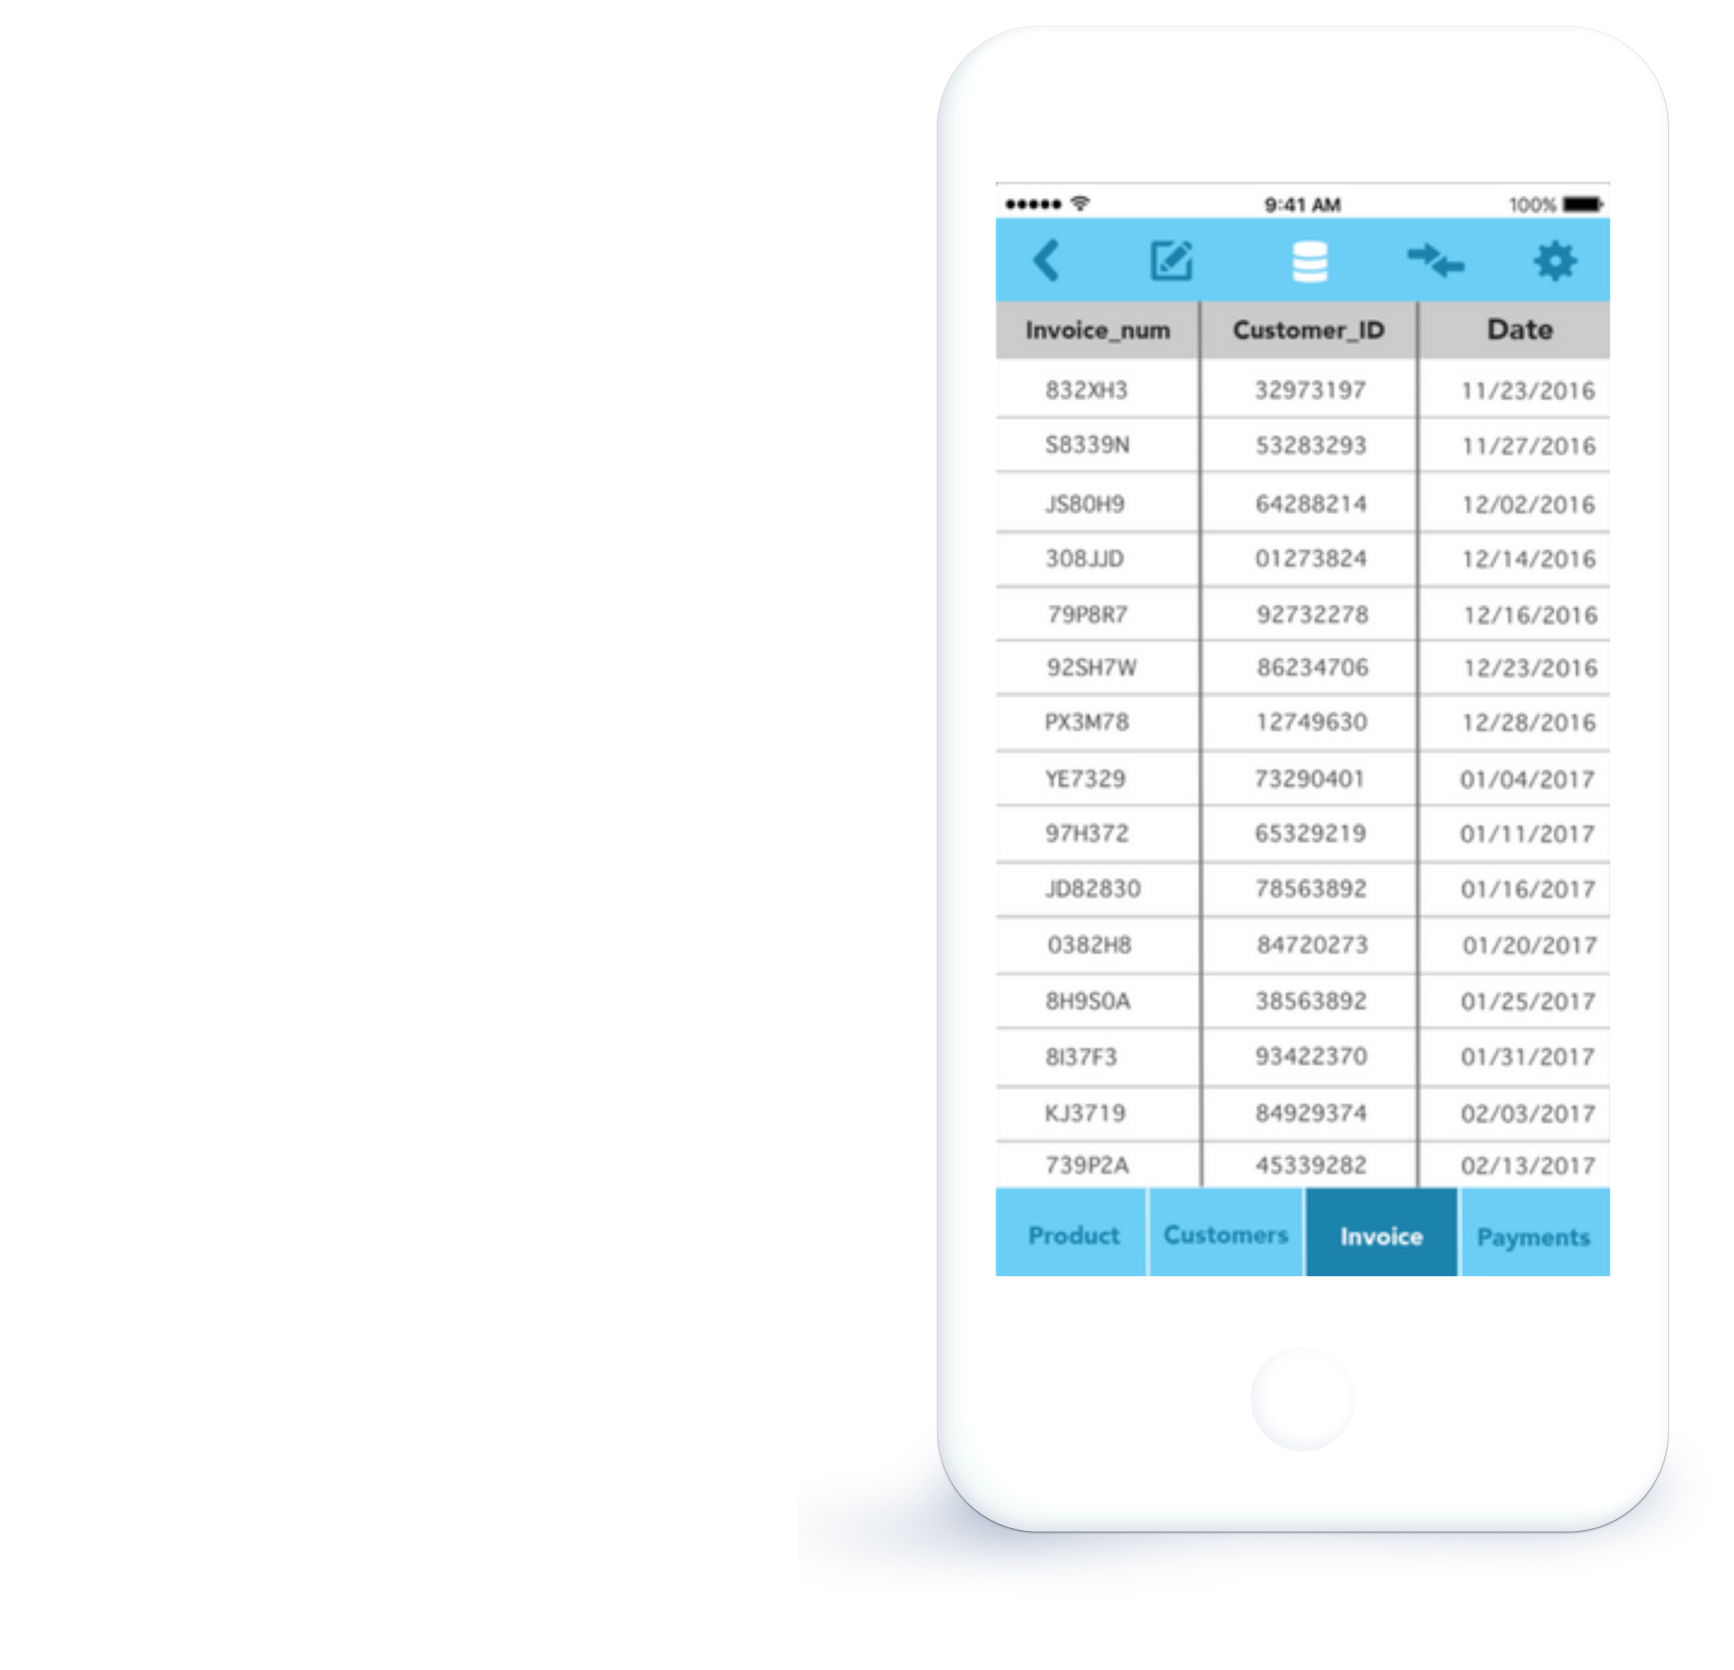 9:41 AM 100%
Invoice_num Customer_ID Date
832XH3 32973197 11/23/2016
S8339N 53283293 11/27/2016
JS80H9 64288214 12/02/2016
308JJD 01273824 12/14/2016
79P8R7 92732278 12/16/2016
92SH7W 86234706 12/23/2016
PX3M78 12749630 12/28/2016
YE7329 73290401 01/04/2017
97H372 65329219 01/11/2017
JD82830 78563892 01/16/2017
0382H8 84720273 01/20/2017
8H9S0A 38563892 01/25/2017
8I37F3 93422370 01/31/2017
KJ3719 84929374 02/03/2017
739P2A 45339282 02/13/2017
Product Customers Invoice Payments